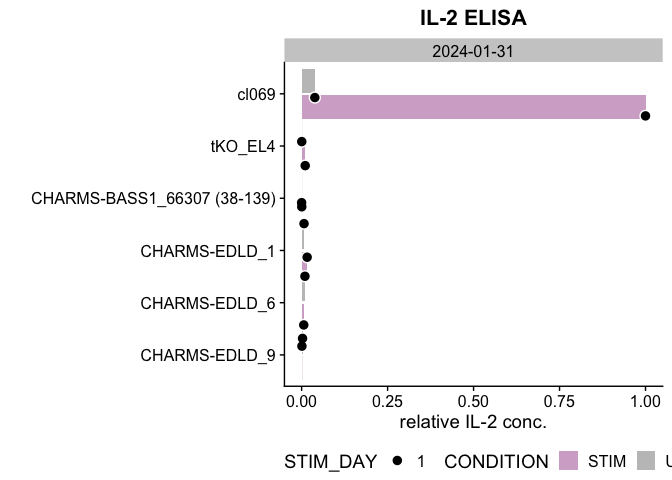 IL-2 ELISA
2024-01-31
cl069
tKO_EL4
CHARMS-BASS1_66307 (38-139)
CHARMS-EDLD_1
CHARMS-EDLD_6
CHARMS-EDLD_9
0.00 0.25 0.50 0.75 1.00
relative IL-2 conc.
STIM_DAY 1 CONDITION STIM